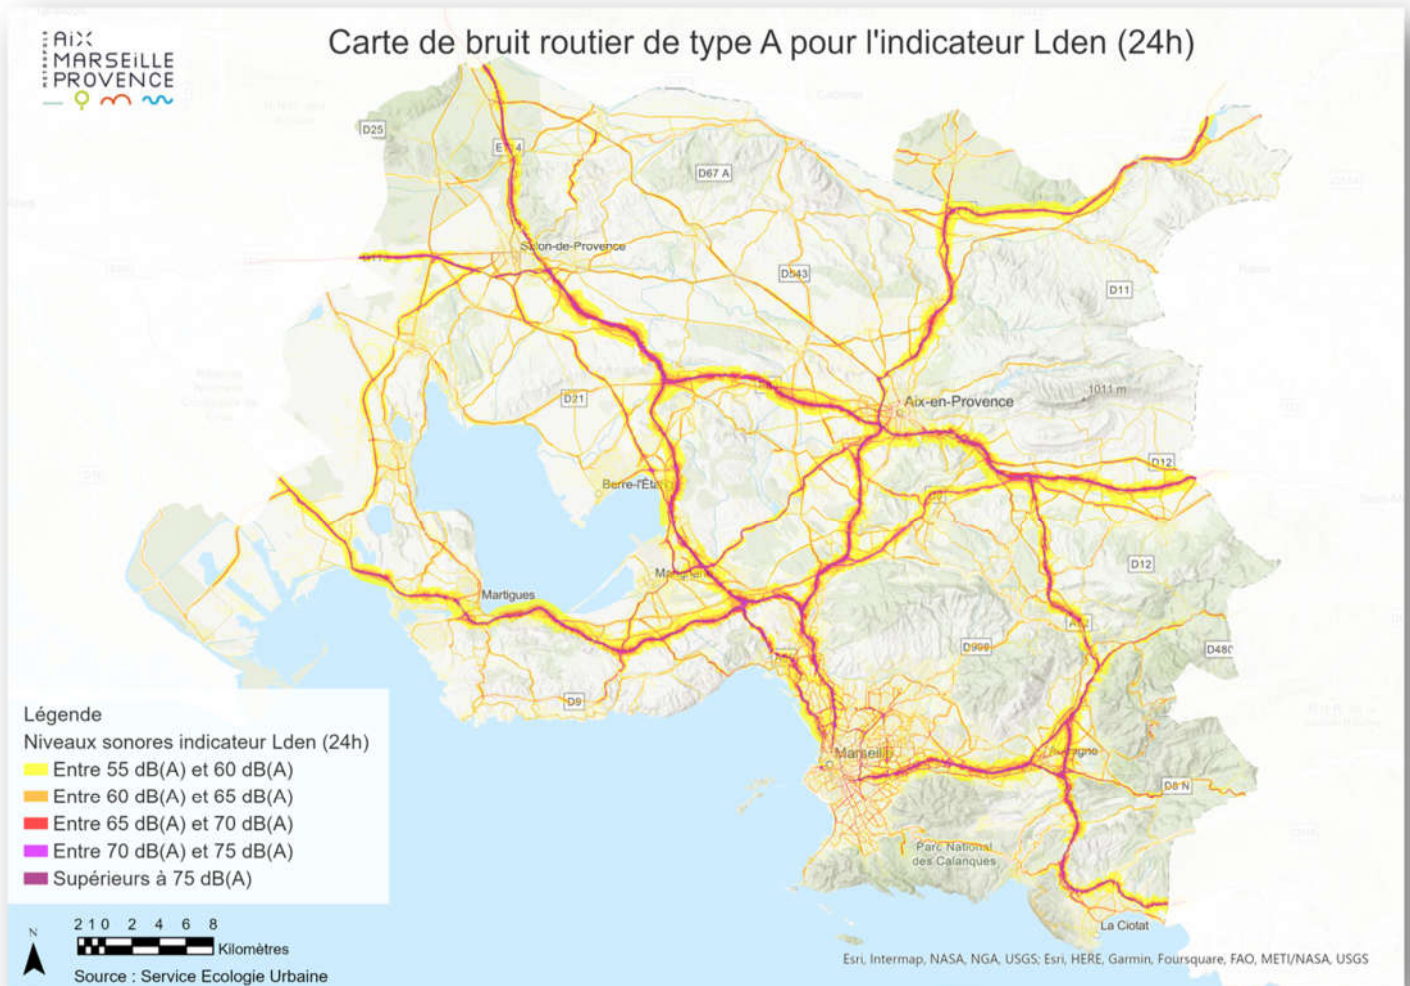 MÉTROPOLE
AiX
MARSEiLLE
PROVENCE
Carte de bruit routier de type A pour l'indicateur Lden (24h)
D25
D67 A
Salon-de-Provence
D543
D11
D21
Aix-en-Provence
1011 m
D12
Berre-l'Étan
Martigues
D12
D480
D9
Marseill
D8 N
Parc National
des Calanques
La Ciotat
Légende
Niveaux sonores indicateur Lden (24h)
Entre 55 dB(A) et 60 dB(A)
Entre 60 dB(A) et 65 dB(A)
Entre 65 dB(A) et 70 dB(A)
Entre 70 dB(A) et 75 dB(A)
Supérieurs à 75 dB(A)
N
2 1 0 2 4 6 8
Kilomètres
Source : Service Ecologie Urbaine
Esri, Intermap, NASA, NGA, USGS; Esri, HERE, Garmin, Foursquare, FAO, METI/NASA, USGS